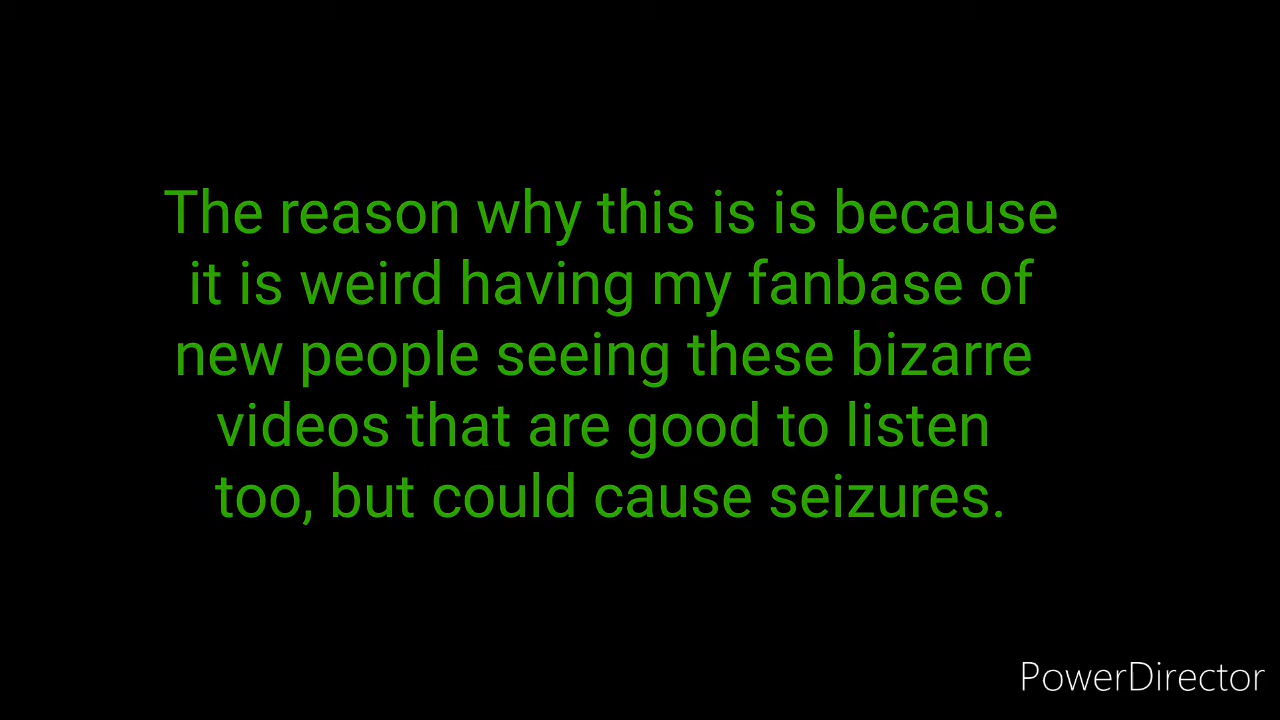 The reason why this is is because
it is weird having my fanbase of
new people seeing these bizarre
videos that are good to listen
too, but could cause seizures.
PowerDirector